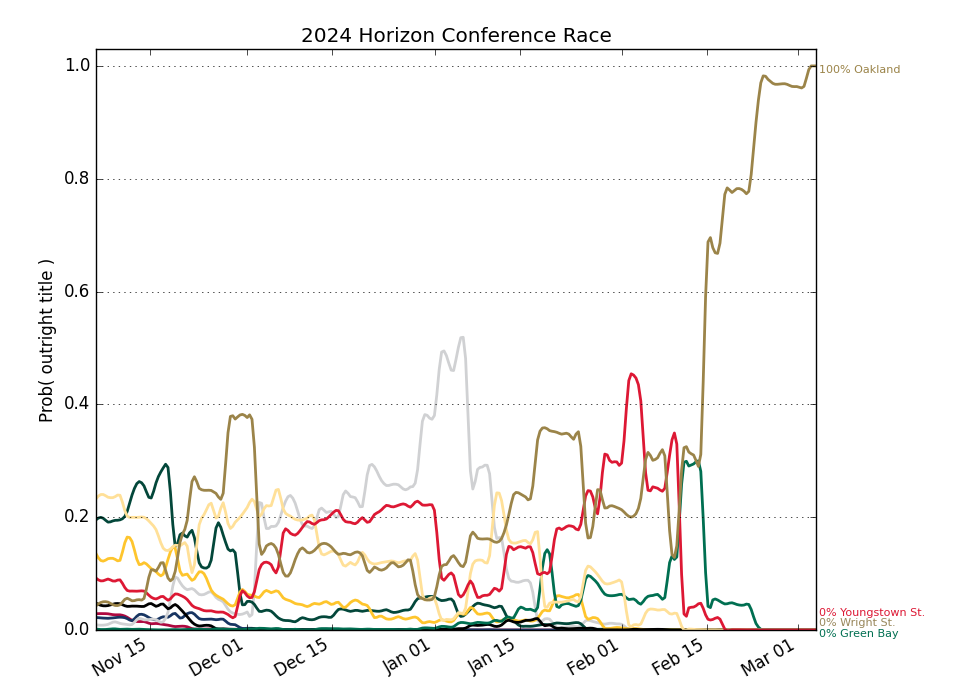 2024 Horizon Conference Race
Prob( outright title )
1.0
0.8
0.6
0.4
0.2
0.0
100% Oakland
0% Youngstown St.
0% Wright St.
0% Green Bay
Nov 15
Dec 01
Dec 15
Jan 01
Jan 15
Feb 01
Feb 15
Mar 01